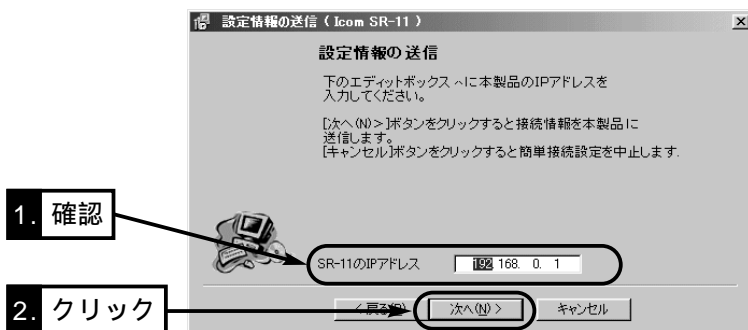 設定情報の送信 ( Icom SR-11 )
設定情報の送信
下のエディットボックス へに本製品のIPアドレスを
入力してください。
[次へ(N)>]ボタンをクリックすると接続情報を本製品に
送信します。
[キャンセル]ボタンをクリックすると簡単接続設定を中止します.
1. 確認
SR-11のIPアドレス 192 168. 0. 1
2. クリック
< 戻る(B) 次へ(N) > キャンセル